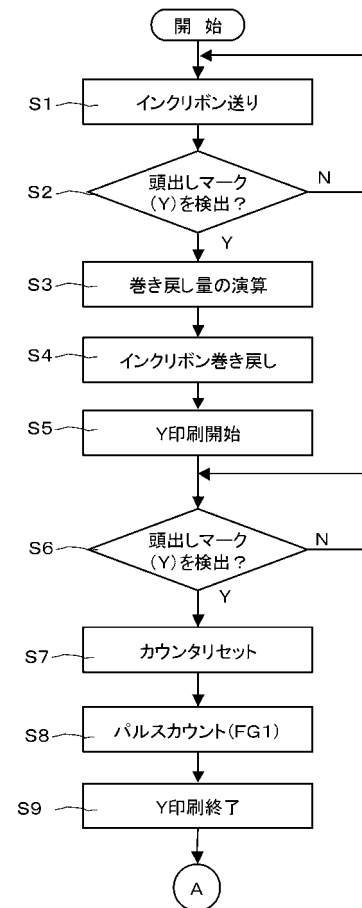 開 始
S1
インクリボン送り
S2
頭出しマーク
(Y)を検出?
N
Y
S3
巻き戻し量の演算
S4
インクリボン巻き戻し
S5
Y印刷開始
S6
頭出しマーク
(Y)を検出?
N
Y
S7
カウンタリセット
S8
パルスカウント(FG1)
S9
Y印刷終了
A